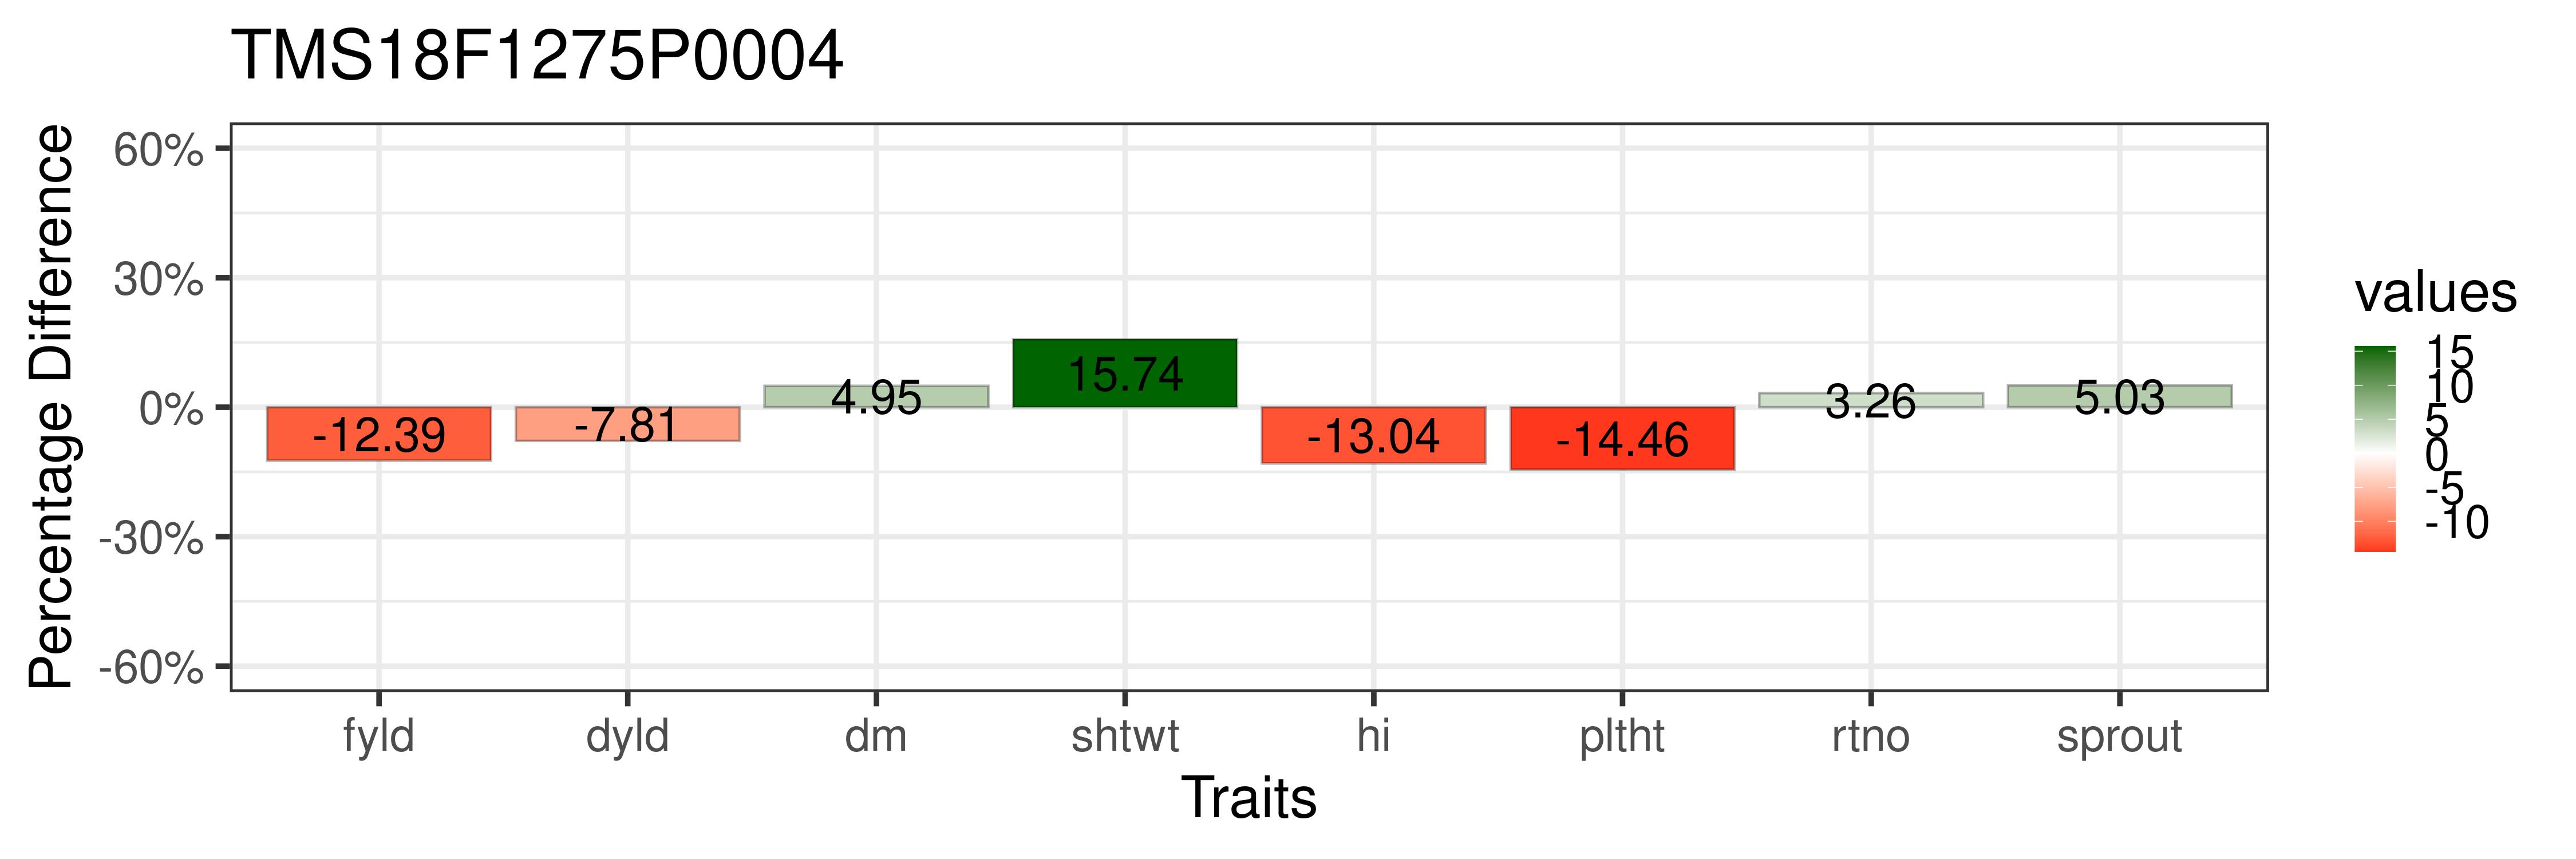 TMS18F1275P0004
Percentage Difference
60%
30%
0%
-30%
-60%
-12.39
-7.81
4.95
15.74
-13.04
-14.46
3.26
5.03
fyld
dyld
dm
shtwt
hi
pltht
rtno
sprout
Traits
values
15
10
5
0
-5
-10